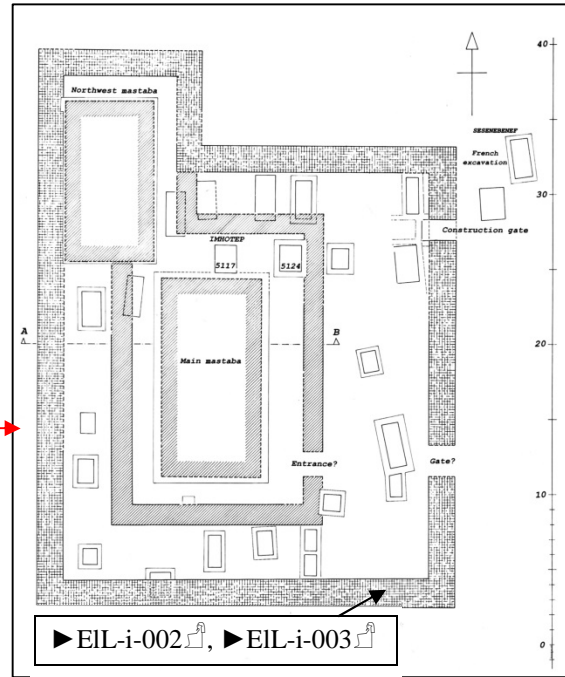 40
Northwest mastaba
SESENEBENEF
French
excavation
30
Construction gate
IMHOTEP
5117
5124
A
B
20
Main mastaba
Entrance?
Gate?
10
►ElL-i-002, ►ElL-i-003
0